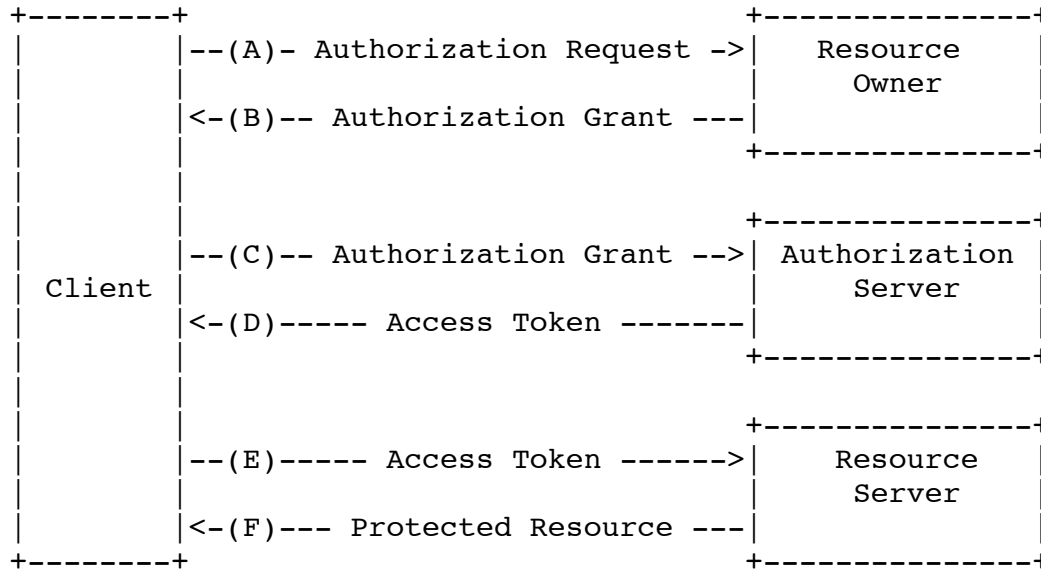 +--------+                               +---------------+
|        |--(A)- Authorization Request ->|   Resource    |
|        |                               |     Owner     |
|        |<-(B)-- Authorization Grant ---|               |
|        |                               +---------------+
|        |
|        |                               +---------------+
|        |--(C)-- Authorization Grant -->| Authorization |
| Client |                               |     Server    |
|        |<-(D)----- Access Token -------|               |
|        |                               +---------------+
|        |
|        |                               +---------------+
|        |--(E)----- Access Token ------>|    Resource   |
|        |                               |     Server    |
|        |<-(F)--- Protected Resource ---|               |
+--------+                               +---------------+